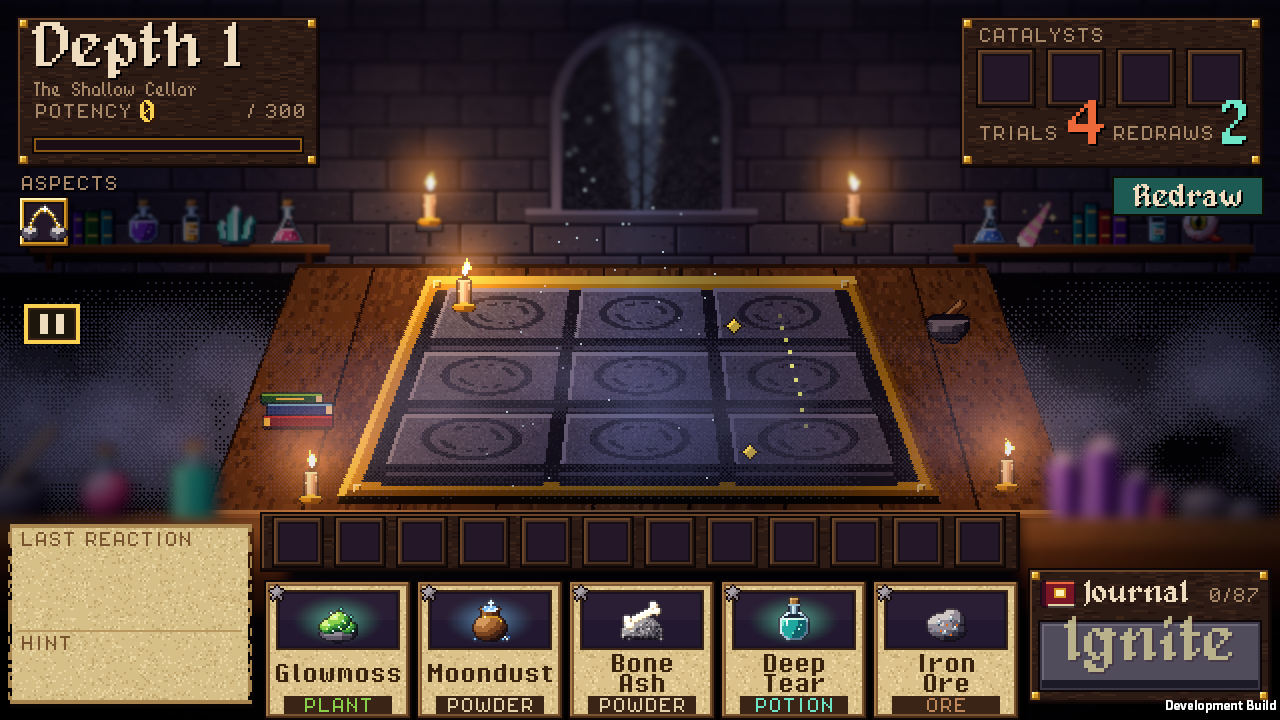 Depth 1
The Shallow Cellar
POTENCY 0 / 300
ASPECTS
CATALYSTS
TRIALS 4 REDRAWS 2
Redraw
LAST REACTION
HINT
Glowmoss
PLANT
Moondust
POWDER
Bone
Ash
POWDER
Deep
Tear
POTION
Iron
Ore
ORE
Journal 0/87
Ignite
Development Build